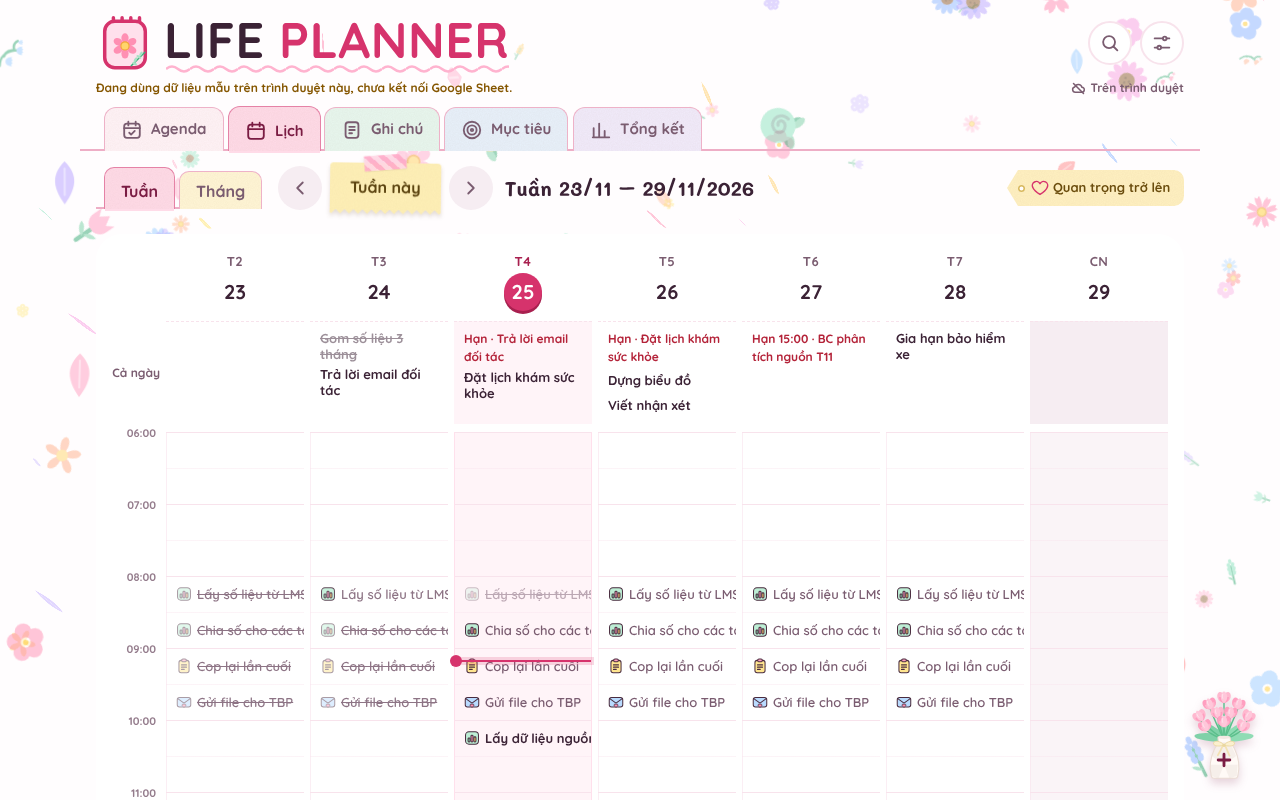 LIFE PLANNER
Đang dùng dữ liệu mẫu trên trình duyệt này, chưa kết nối Google Sheet.
Trên trình duyệt
Agenda
Lịch
Ghi chú
Mục tiêu
Tổng kết
Tuần
Tháng
Tuần này
Tuần 23/11 – 29/11/2026
Quan trọng trở lên
T2 T3 T4 T5 T6 T7 CN
23 24 25 26 27 28 29
Cả ngày
Gom số liệu 3
tháng
Trả lời email đối
tác
Hạn · Trả lời email
đối tác
Đặt lịch khám sức
khỏe
Hạn · Đặt lịch khám
sức khỏe
Dựng biểu đồ
Viết nhận xét
Hạn 15:00 · BC phân
tích nguồn T11
Gia hạn bảo hiểm
xe
06:00
07:00
08:00
Lấy số liệu từ LMS Lấy số liệu từ LMS Lấy số liệu từ LMS Lấy số liệu từ LMS Lấy số liệu từ LMS Lấy số liệu từ LMS
Chia số cho các Chia số cho các Chia số cho các Chia số cho các Chia số cho các Chia số cho các
09:00
Cop lại lần cuối Cop lại lần cuối Cop lại lần cuối Cop lại lần cuối Cop lại lần cuối Cop lại lần cuối
Gửi file cho TBP Gửi file cho TBP Gửi file cho TBP Gửi file cho TBP Gửi file cho TBP Gửi file cho TBP
10:00
Lấy dữ liệu nguồn
11:00